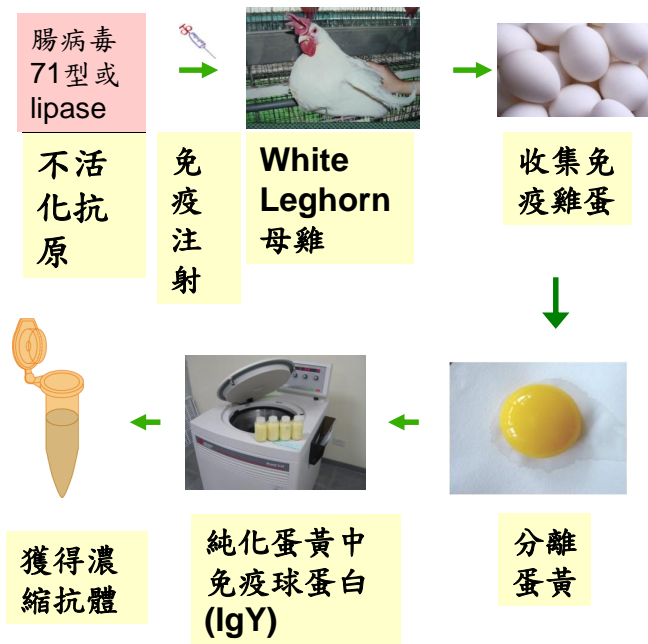 腸病毒
71型或
lipase
不活
化抗
原
免
疫
注
射
White
Leghorn
母雞
收集免
疫雞蛋
分離
蛋黃
純化蛋黃中
免疫球蛋白
(IgY)
獲得濃
縮抗體